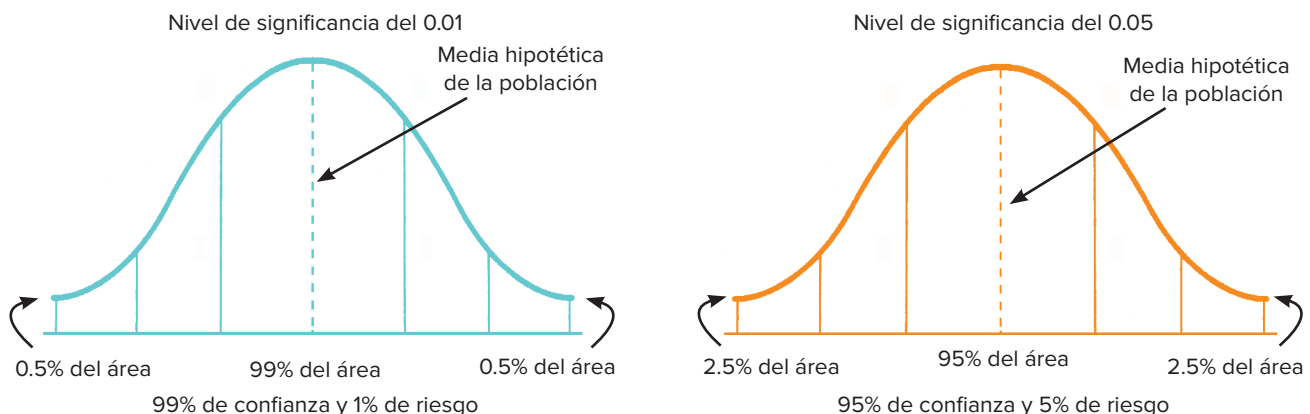 Nivel de significancia del 0.01
Media hipotética
de la población
0.5% del área
99% del área
0.5% del área
99% de confianza y 1% de riesgo
Nivel de significancia del 0.05
Media hipotética
de la población
2.5% del área
95% del área
2.5% del área
95% de confianza y 5% de riesgo